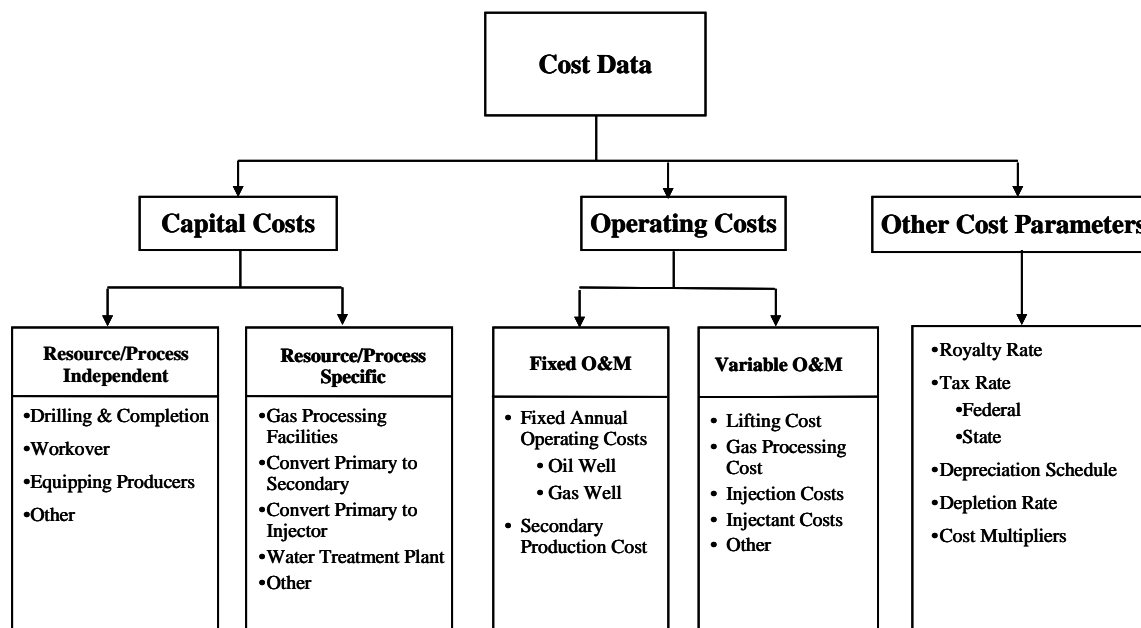 Cost Data
Capital Costs
Operating Costs
Other Cost Parameters
Resource/Process
Independent
•Drilling & Completion
•Workover
•Equipping Producers
•Other
Resource/Process
Specific
•Gas Processing
Facilities
•Convert Primary to
Secondary
•Convert Primary to
Injector
•Water Treatment Plant
•Other
Fixed O&M
• Fixed Annual
Operating Costs
• Oil Well
• Gas Well
• Secondary
Production Cost
Variable O&M
• Lifting Cost
• Gas Processing
Cost
• Injection Costs
• Injectant Costs
• Other
•Royalty Rate
•Tax Rate
•Federal
•State
•Depreciation Schedule
•Depletion Rate
•Cost Multipliers